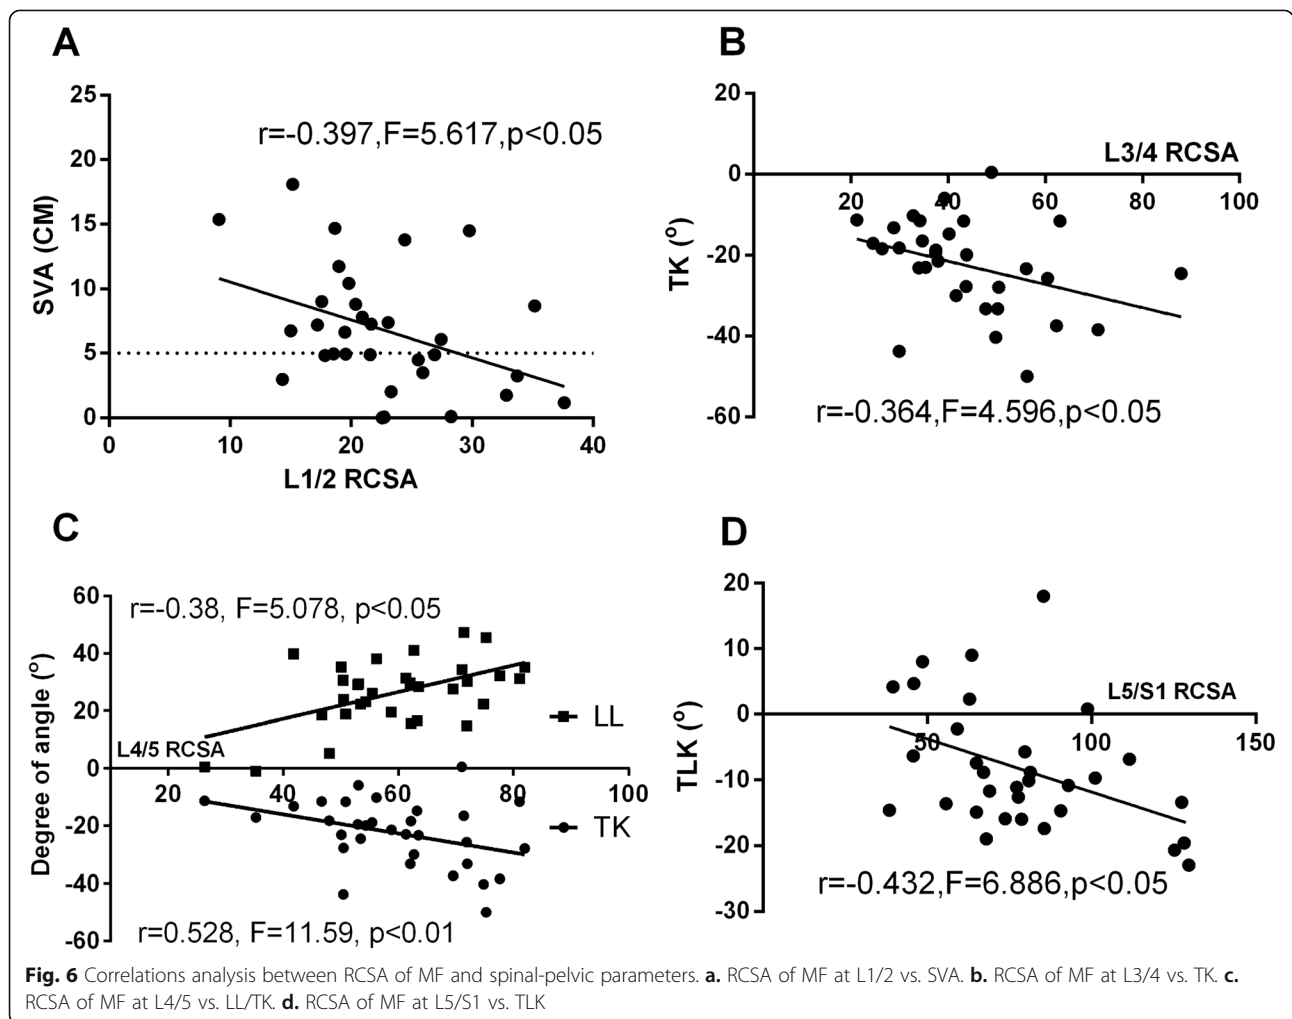 A
25
20
15
10
5
0
SVA (CM)
r=-0.397,F=5.617,p<0.05
0 10 20 30 40
L1/2 RCSA
B
20
0
-20
-40
-60
TK (º)
L3/4 RCSA
20 40 60 80 100
r=-0.364,F=4.596,p<0.05
C
60
40
20
0
-20
-40
-60
Degree of angle (º)
r=-0.38, F=5.078, p<0.05
LL
L4/5 RCSA
20 40 60 80 100
TK
r=0.528, F=11.59, p<0.01
D
20
10
0
-10
-20
-30
TLK (º)
L5/S1 RCSA
50 100 150
r=-0.432,F=6.886,p<0.05
Fig. 6 Correlations analysis between RCSA of MF and spinal-pelvic parameters. a. RCSA of MF at L1/2 vs. SVA. b. RCSA of MF at L3/4 vs. TK. c.
RCSA of MF at L4/5 vs. LL/TK. d. RCSA of MF at L5/S1 vs. TLK